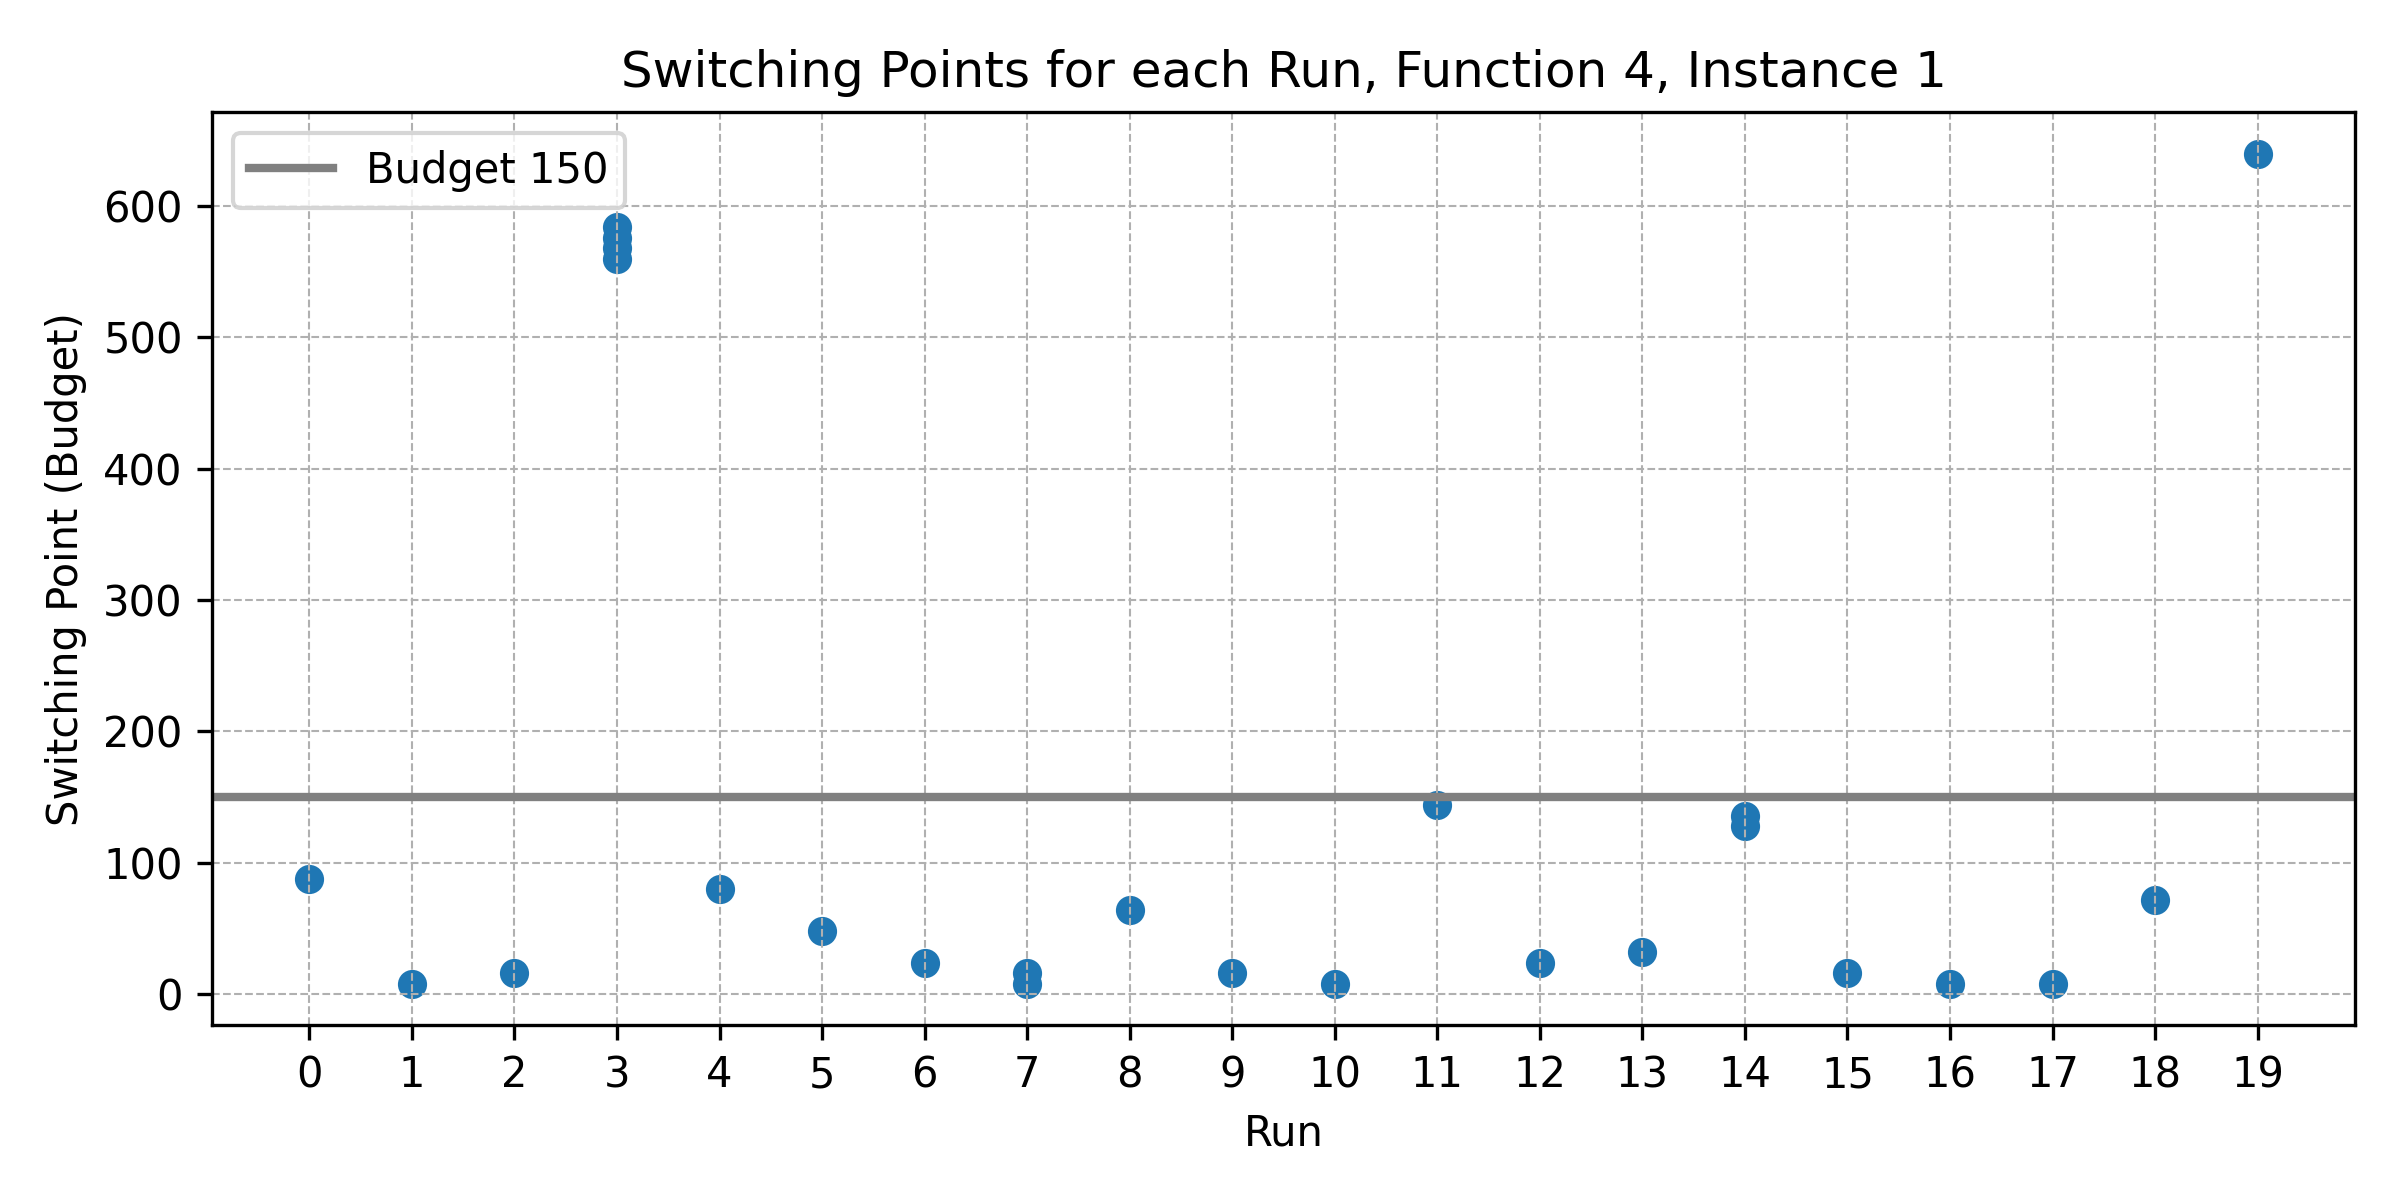 Switching Points for each Run, Function 4, Instance 1
Budget 150
Switching Point (Budget)
600
500
400
300
200
100
0
0 1 2 3 4 5 6 7 8 9 10 11 12 13 14 15 16 17 18 19
Run